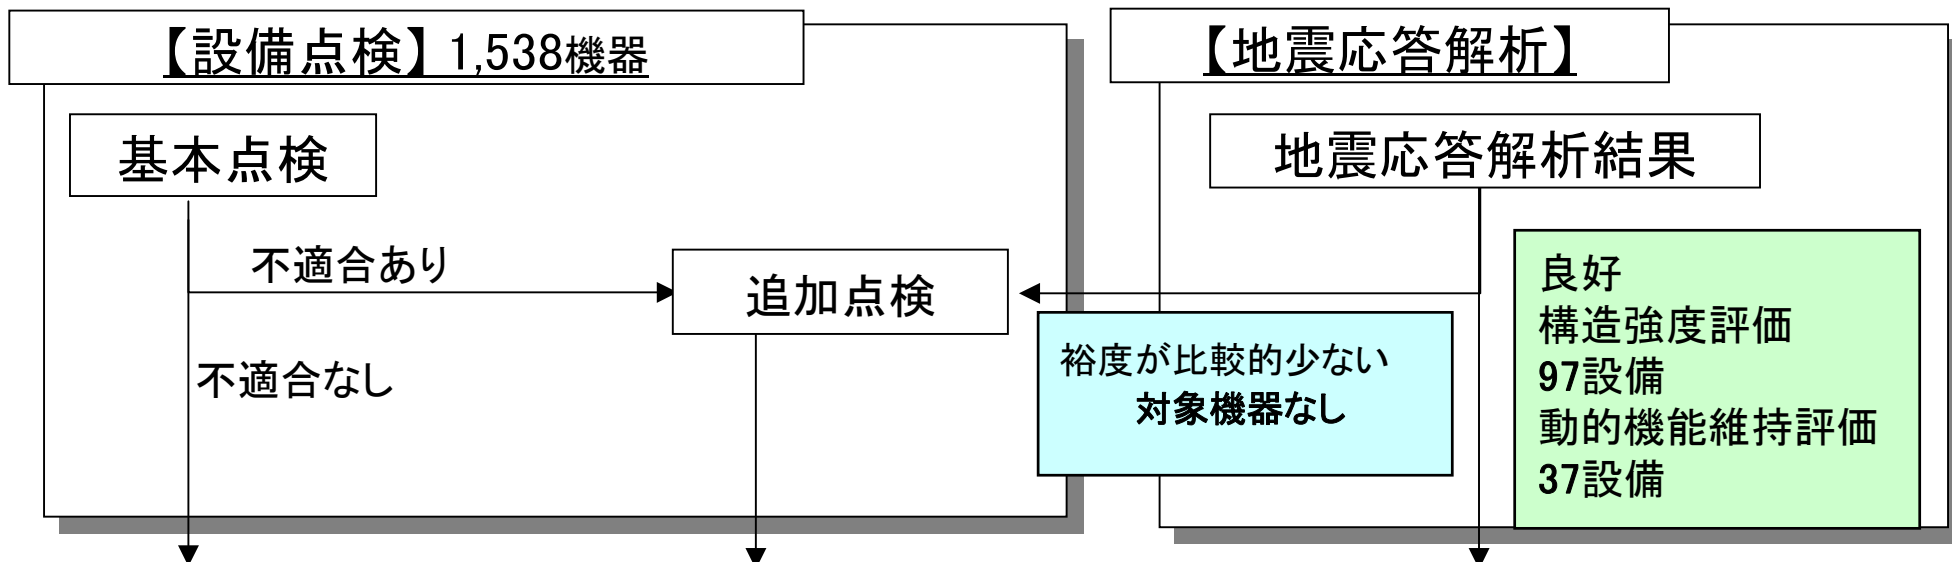 【設備点検】1,538機器
基本点検
不適合あり
追加点検
不適合なし
【地震応答解析】
地震応答解析結果
裕度が比較的少ない
対象機器なし
良好
構造強度評価
97設備
動的機能維持評価
37設備